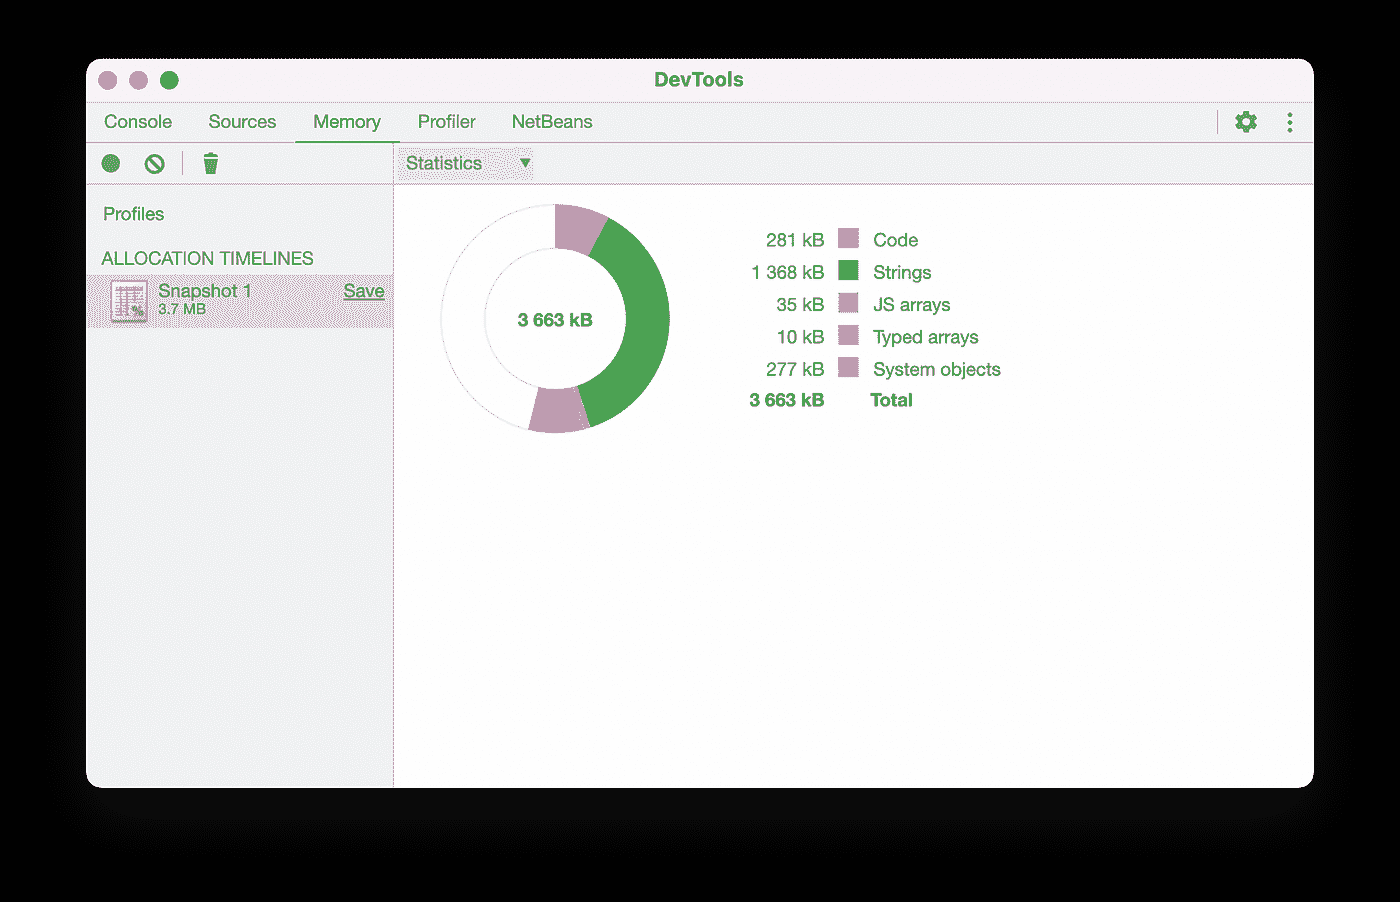 DevTools
Console Sources Memory Profiler NetBeans
Statistics ▼
Profiles
ALLOCATION TIMELINES
Snapshot 1 Save
3.7 MB
3 663 kB
281 kB Code
1 368 kB Strings
35 kB JS arrays
10 kB Typed arrays
277 kB System objects
3 663 kB Total